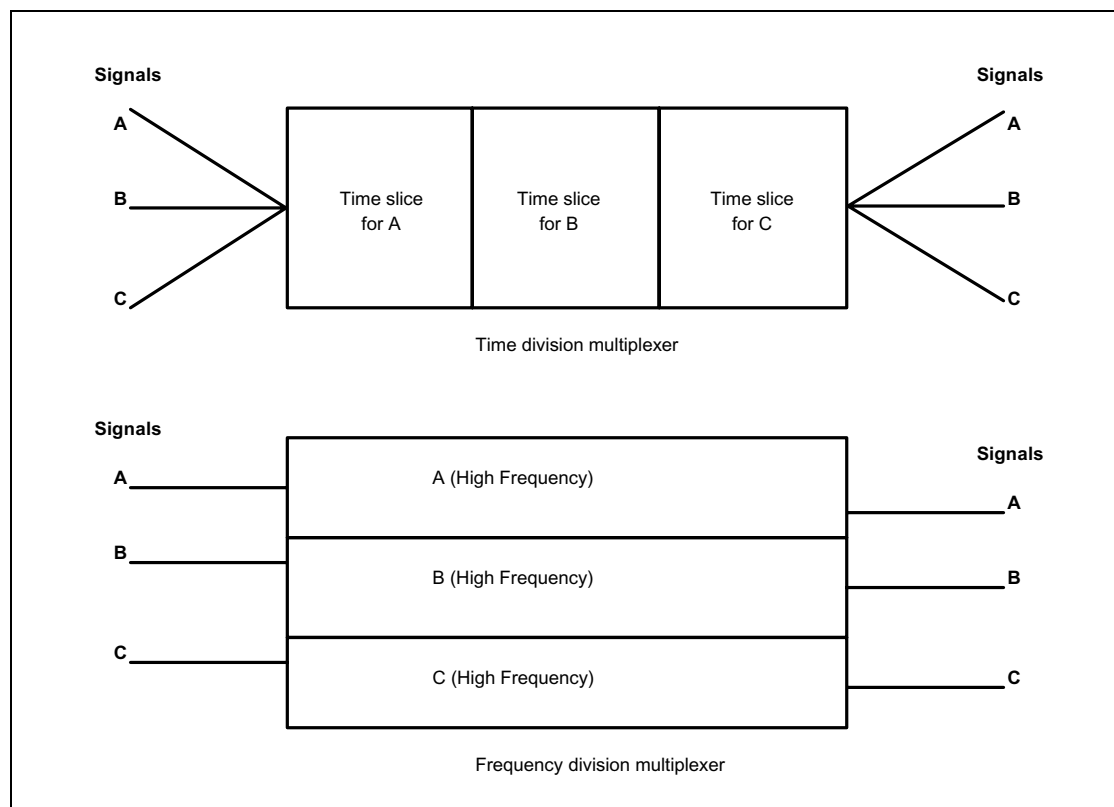 Signals
Signals
A
A
B
B
C
C
Time slice
for A
Time slice
for B
Time slice
for C
Time division multiplexer
Signals
Signals
A
A
B
B
C
C
A (High Frequency)
B (High Frequency)
C (High Frequency)
Frequency division multiplexer